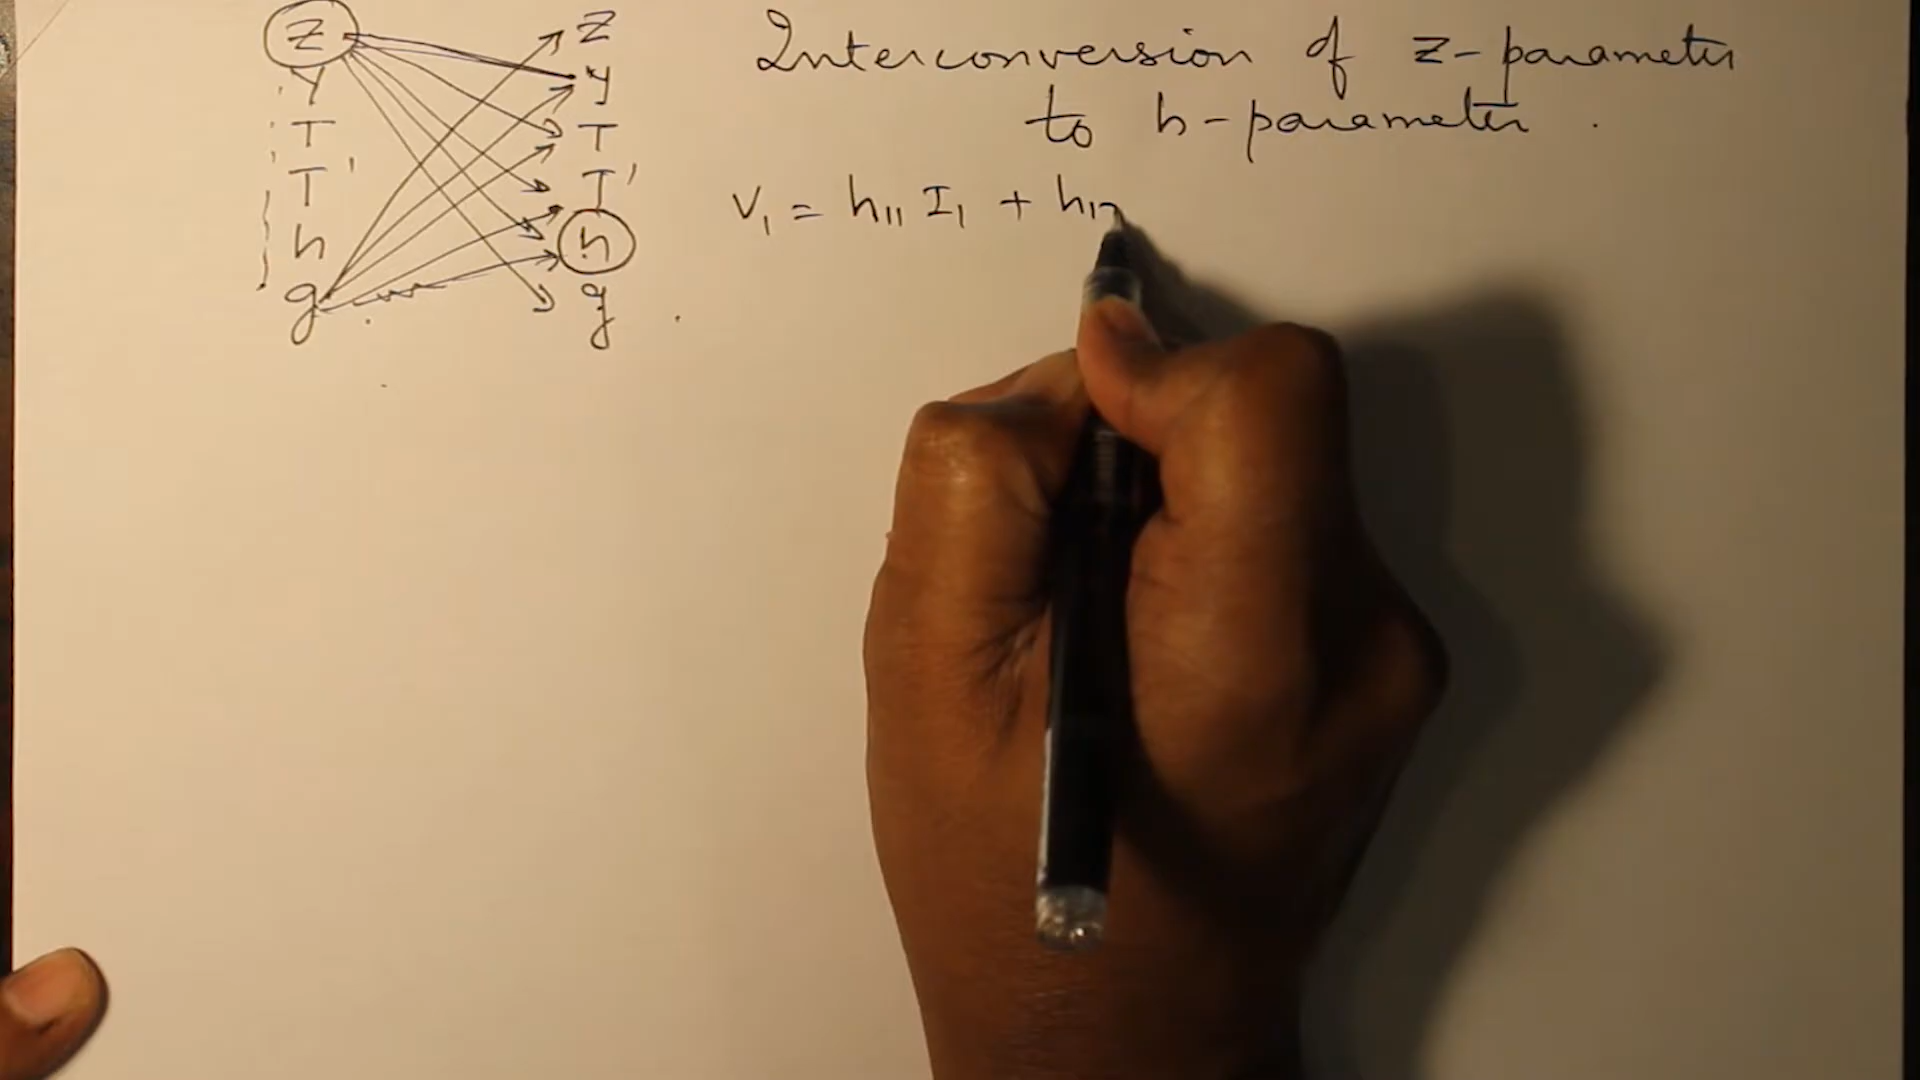 Z Z
Y Y
T T
T' T'
h h
g g
Interconversion of Z-parameter
to h-parameter.
V₁ = h₁₁ I₁ + h₁₂